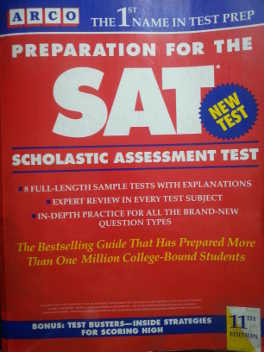 ARCO
THE 1ST NAME IN TEST PREP
PREPARATION FOR THE
SAT
NEW TEST
SCHOLASTIC ASSESSMENT TEST
8 FULL-LENGTH SAMPLE TESTS WITH EXPLANATIONS
EXPERT REVIEW IN EVERY TEST SUBJECT
IN-DEPTH PRACTICE FOR ALL THE BRAND-NEW
QUESTION TYPES
The Bestselling Guide That Has Prepared More
Than One Million College-Bound Students
BONUS: TEST BUSTERS—INSIDE STRATEGIES
FOR SCORING HIGH
11TH
EDITION